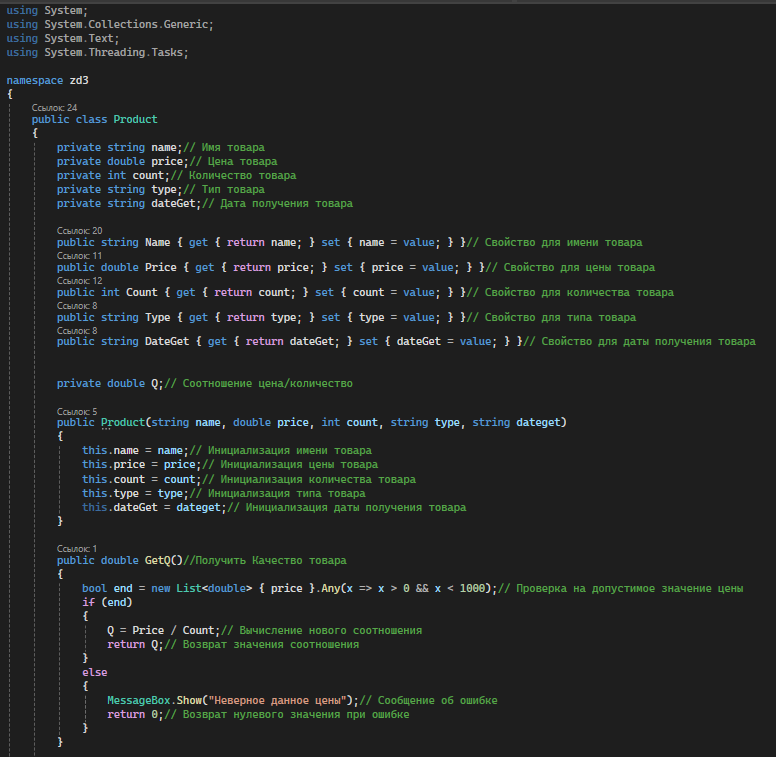 using System;
using System.Collections.Generic;
using System.Text;
using System.Threading.Tasks;
namespace zd3
{
Ссылок: 24
public class Product
{
private string name;// Имя товара
private double price;// Цена товара
private int count;// Количество товара
private string type;// Тип товара
private string dateGet;// Дата получения товара
Ссылок: 20
public string Name { get { return name; } set { name = value; } }// Свойство для имени товара
Ссылок: 11
public double Price { get { return price; } set { price = value; } }// Свойство для цены товара
Ссылок: 12
public int Count { get { return count; } set { count = value; } }// Свойство для количества товара
Ссылок: 8
public string Type { get { return type; } set { type = value; } }// Свойство для типа товара
Ссылок: 8
public string DateGet { get { return dateGet; } set { dateGet = value; } }// Свойство для даты получения товара
private double Q;// Соотношение цена/количество
Ссылок: 5
public Product(string name, double price, int count, string type, string dateget)
{
this.name = name;// Инициализация имени товара
this.price = price;// Инициализация цены товара
this.count = count;// Инициализация количества товара
this.type = type;// Инициализация типа товара
this.dateGet = dateget;// Инициализация даты получения товара
}
Ссылок: 1
public double GetQ()//Получить Качество товара
{
bool end = new List<double> { price }.Any(x => x > 0 && x < 1000);// Проверка на допустимое значение цены
if (end)
{
Q = Price / Count;// Вычисление нового соотношения
return Q;// Возврат значения соотношения
}
else
{
MessageBox.Show("Неверное данное цены");// Сообщение об ошибке
return 0;// Возврат нулевого значения при ошибке
}
}